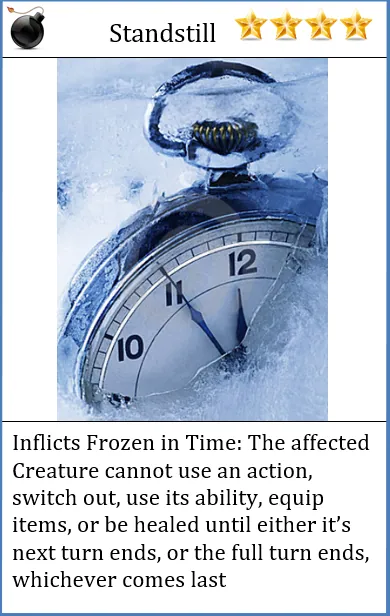 Standstill
12
11
10
Inflicts Frozen in Time: The affected
Creature cannot use an action,
switch out, use its ability, equip
items, or be healed until either it’s
next turn ends, or the full turn ends,
whichever comes last